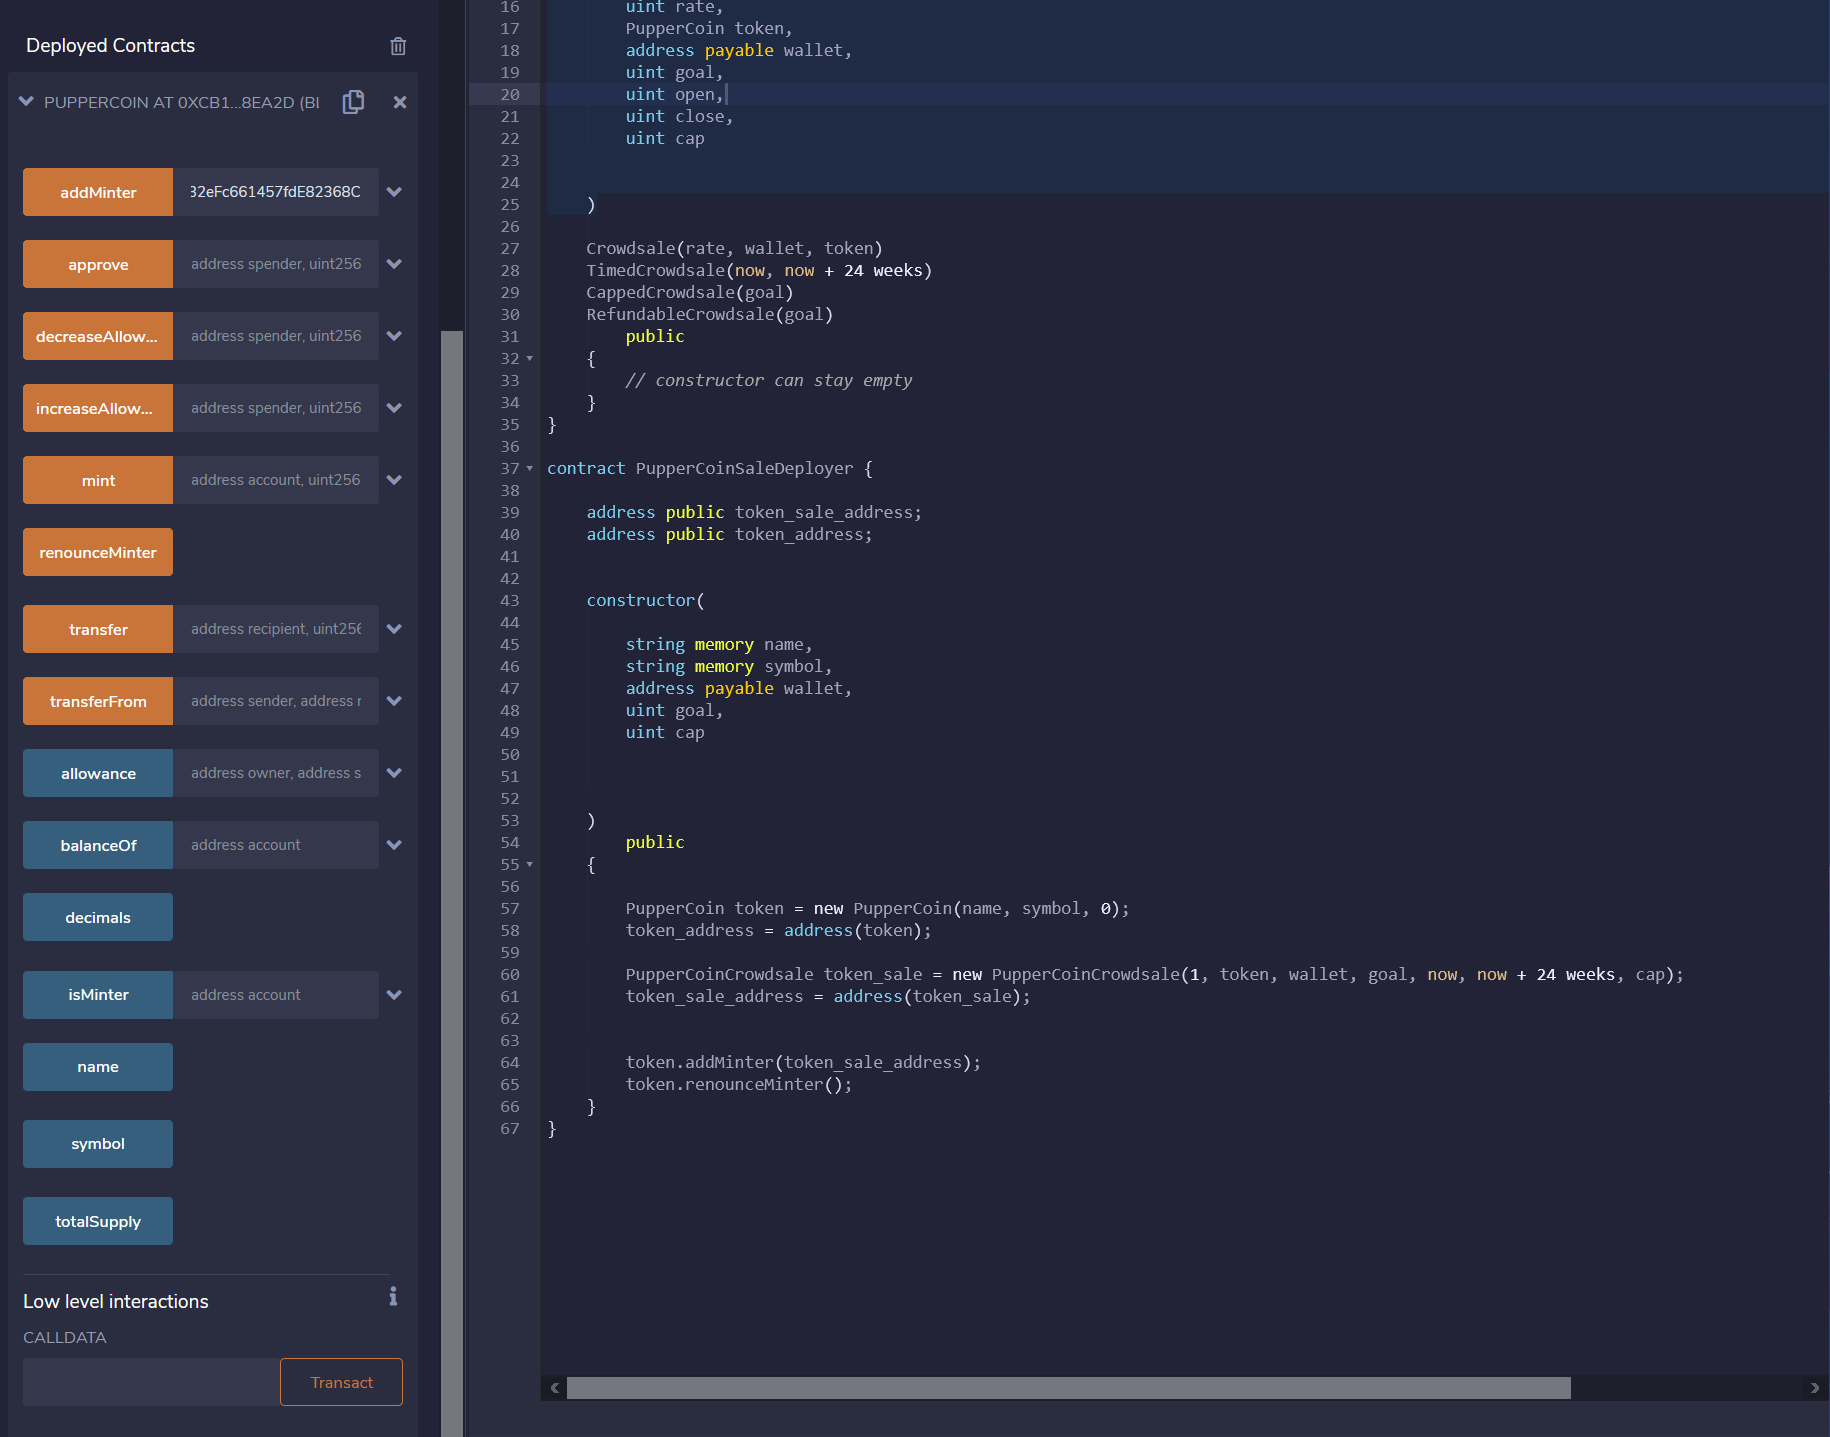 Deployed Contracts
PUPPERCOIN AT 0XCB1...8EA2D (BL
addMinter
32eFc661457fdE82368C
approve
address spender, uint256
decreaseAllow...
address spender, uint256
increaseAllow...
address spender, uint256
mint
address account, uint256
renounceMinter
transfer
address recipient, uint256
transferFrom
address sender, address r
allowance
address owner, address s
balanceOf
address account
decimals
isMinter
address account
name
symbol
totalSupply
Low level interactions
CALLDATA
Transact
16 uint rate,
17 PupperCoin token,
18 address payable wallet,
19 uint goal,
20 uint open,
21 uint close,
22 uint cap
23
24
25 )
26
27 Crowdsale(rate, wallet, token)
28 TimedCrowdsale(now, now + 24 weeks)
29 CappedCrowdsale(goal)
30 RefundableCrowdsale(goal)
31 public
32 {
33 // constructor can stay empty
34 }
35 }
36
37 contract PupperCoinSaleDeployer {
38
39 address public token_sale_address;
40 address public token_address;
41
42
43 constructor(
44
45 string memory name,
46 string memory symbol,
47 address payable wallet,
48 uint goal,
49 uint cap
50
51
52
53 )
54 public
55 {
56
57 PupperCoin token = new PupperCoin(name, symbol, 0);
58 token_address = address(token);
59
60 PupperCoinCrowdsale token_sale = new PupperCoinCrowdsale(1, token, wallet, goal, now, now + 24 weeks, cap);
61 token_sale_address = address(token_sale);
62
63
64 token.addMinter(token_sale_address);
65 token.renounceMinter();
66 }
67 }